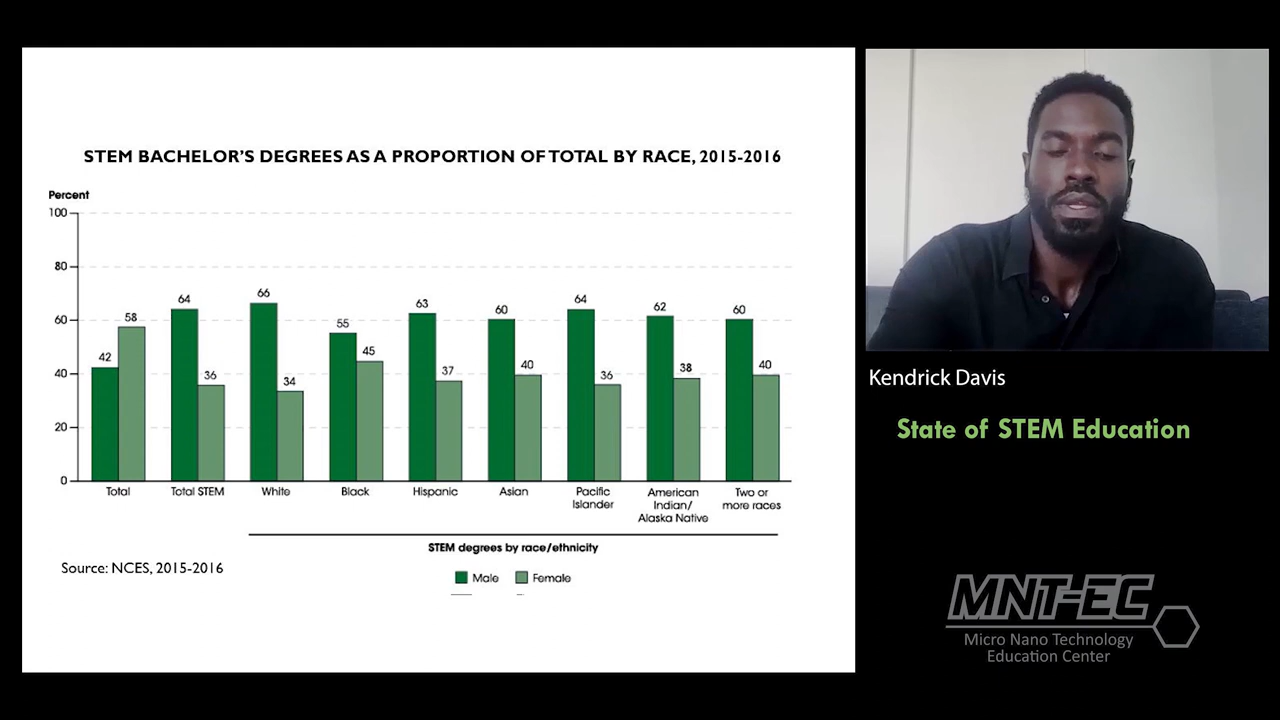 STEM BACHELOR'S DEGREES AS A PROPORTION OF TOTAL BY RACE, 2015-2016
Percent
100
80
60
40
20
0
42
58
64
36
66
34
55
45
63
37
60
40
64
36
62
38
60
40
Total
Total STEM
White
Black
Hispanic
Asian
Pacific
Islander
American
Indian/
Alaska Native
Two or
more races
STEM degrees by race/ethnicity
Male
Female
Source: NCES, 2015-2016
Kendrick Davis
State of STEM Education
MNT-EC
Micro Nano Technology
Education Center